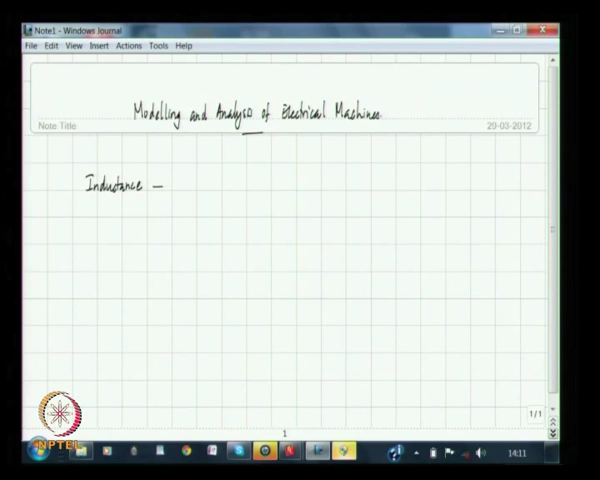 Note1 - Windows Journal
File Edit View Insert Actions Tools Help
Modelling and Analysis of Electrical Machines.
Note Title
29-03-2012
Inductance —
1
1/1
NPTEL
14:11